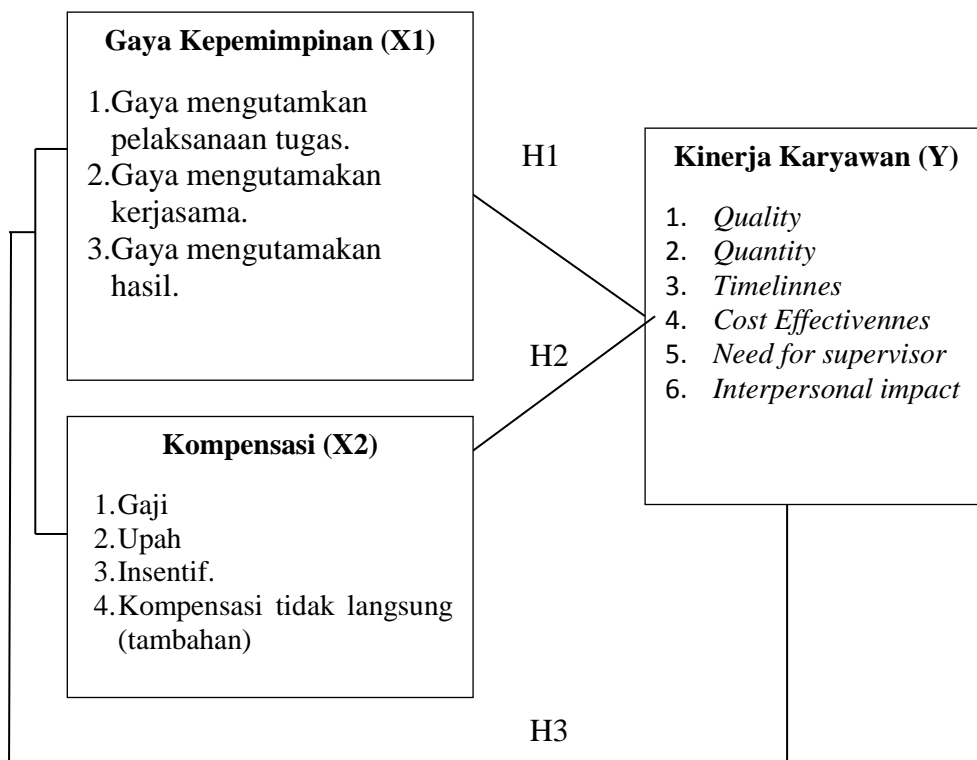 Gaya Kepemimpinan (X1)
1.Gaya mengutamkan
pelaksanaan tugas.
2.Gaya mengutamakan
kerjasama.
3.Gaya mengutamakan
hasil.
H1
Kinerja Karyawan (Y)
1. Quality
2. Quantity
3. Timelinnes
4. Cost Effectivennes
5. Need for supervisor
6. Interpersonal impact
H2
Kompensasi (X2)
1.Gaji
2.Upah
3.Insentif.
4.Kompensasi tidak langsung
(tambahan)
H3